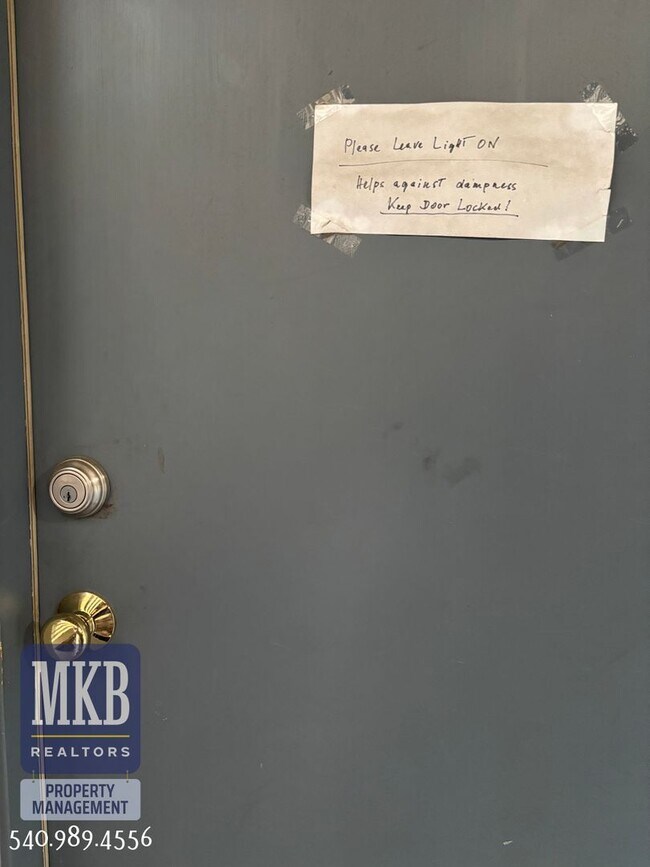 Please Leave Light ON
Helps against dampness
Keep Door Locked!
MKB
REALTORS
PROPERTY
MANAGEMENT
540.989.4556